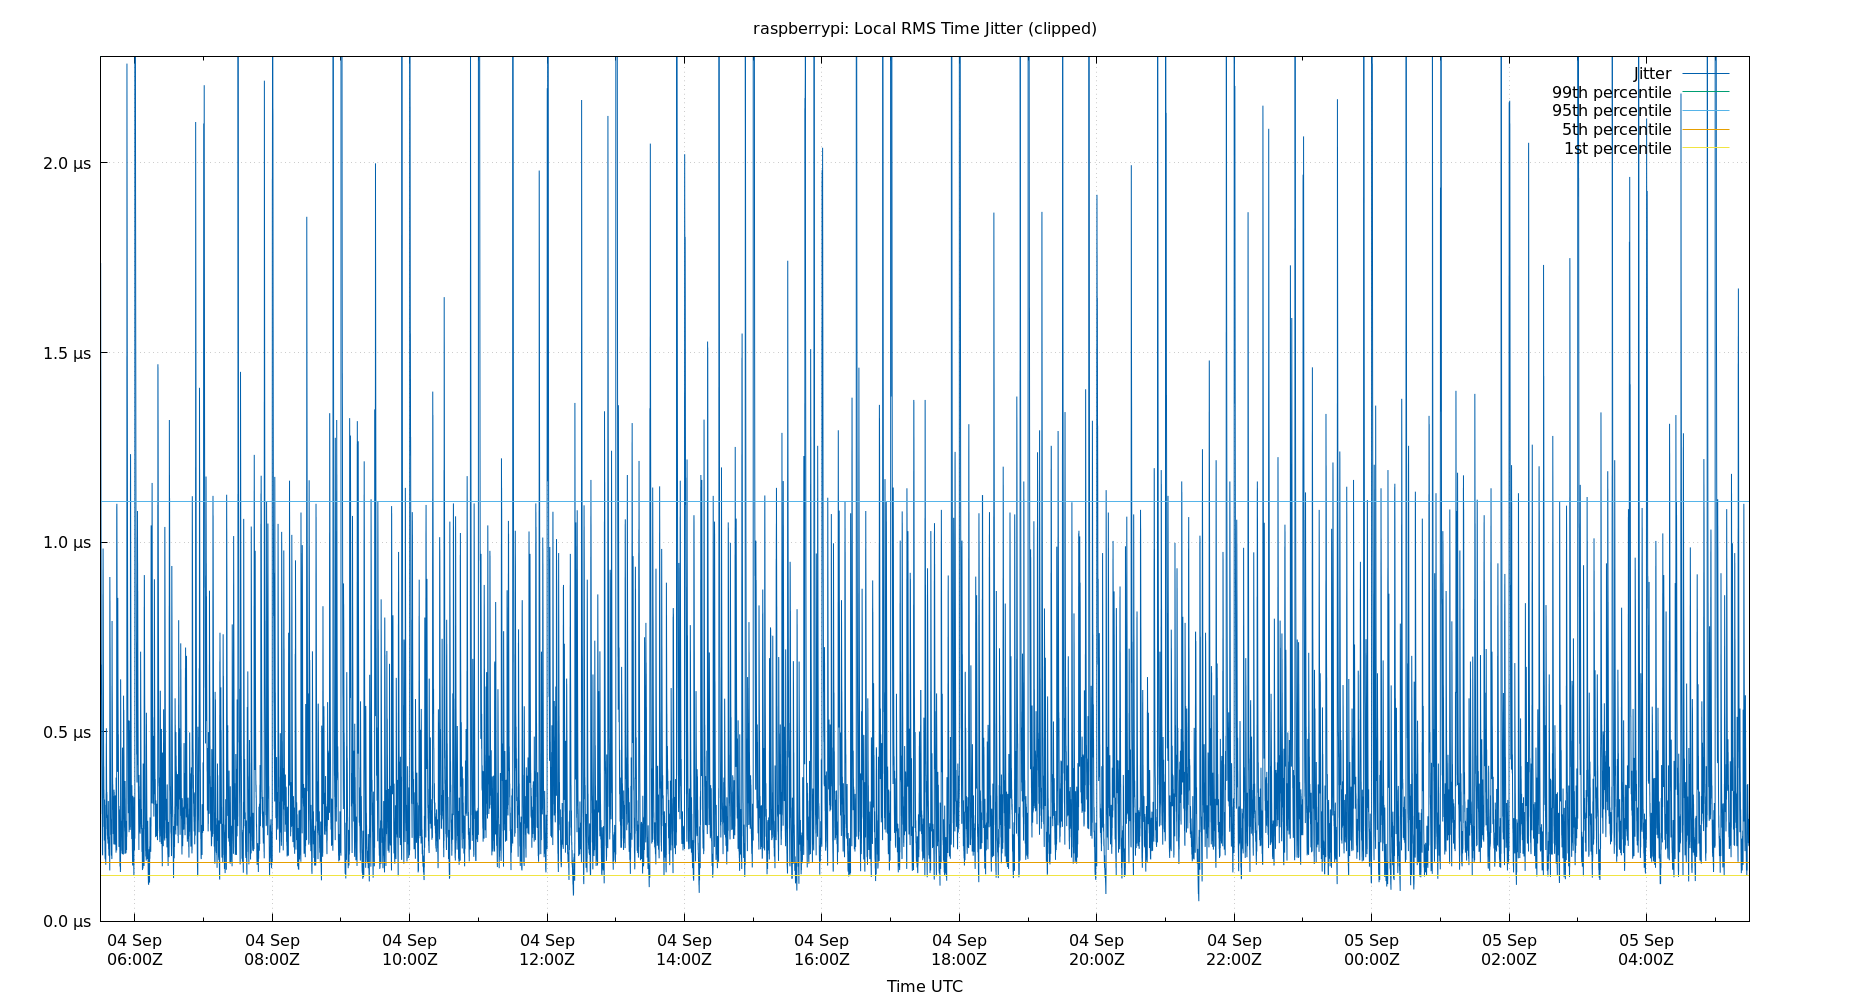 raspberrypi: Local RMS Time Jitter (clipped)
Jitter
99th percentile
95th percentile
5th percentile
1st percentile
2.0 µs
1.5 µs
1.0 µs
0.5 µs
0.0 µs
04 Sep 04 Sep 04 Sep 04 Sep 04 Sep 04 Sep 04 Sep 04 Sep 04 Sep 05 Sep 05 Sep 05 Sep
06:00Z 08:00Z 10:00Z 12:00Z 14:00Z 16:00Z 18:00Z 20:00Z 22:00Z 00:00Z 02:00Z 04:00Z
Time UTC